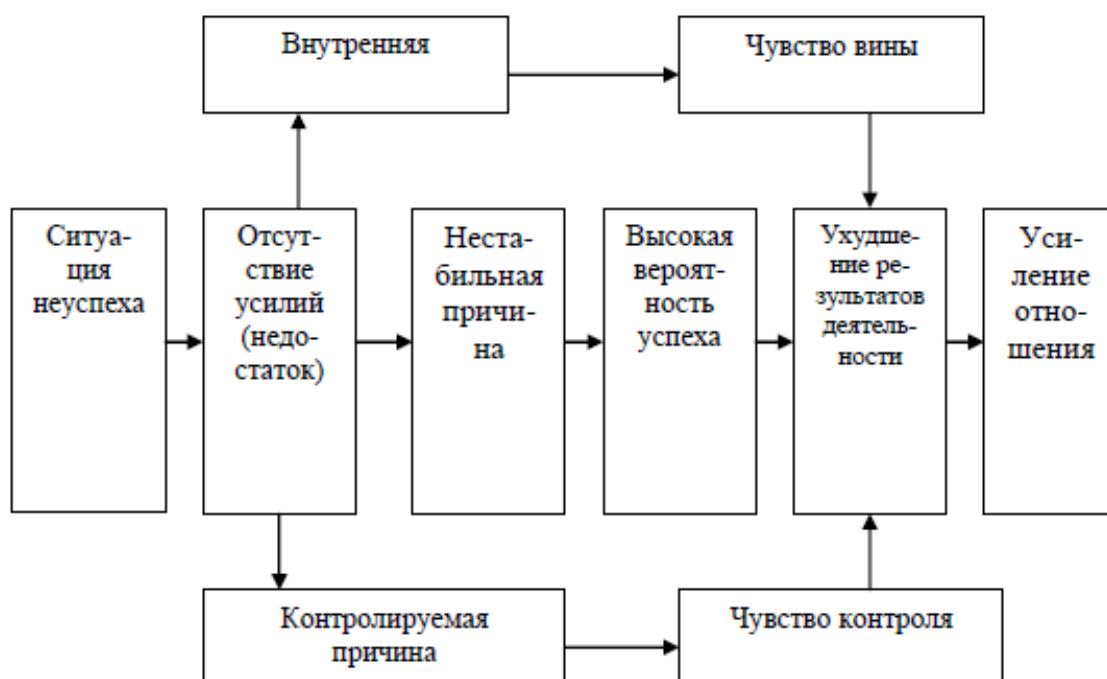 Внутренняя
Чувство вины
Ситуа-
ция
неуспеха
Отсут-
ствие
усилий
(недо-
статок)
Неста-
бильная
причи-
на
Высокая
вероят-
ность
успеха
Ухудше-
ние ре-
зультатов
деятель-
ности
Уси-
ление
отно-
шения
Контролируемая
причина
Чувство контроля